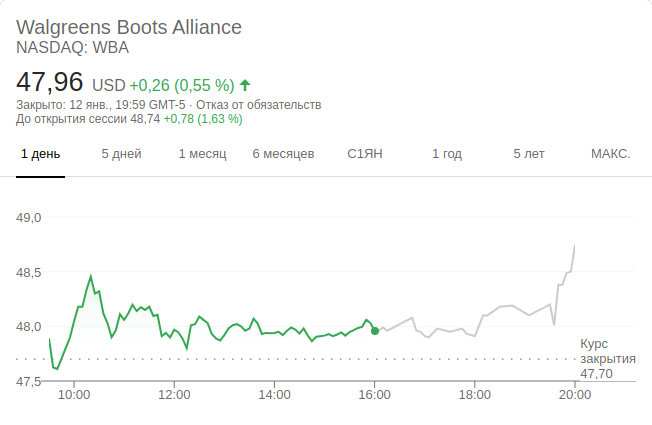 Walgreens Boots Alliance
NASDAQ: WBA
47,96 USD +0,26 (0,55 %)
Закрыто: 12 янв., 19:59 GMT-5 · Отказ от обязательств
До открытия сессии 48,74 +0,78 (1,63 %)
1 день 5 дней 1 месяц 6 месяцев С1ЯН 1 год 5 лет МАКС.
49,0
48,5
48,0
Курс
закрытия
47,70
47,5
10:00 12:00 14:00 16:00 18:00 20:00